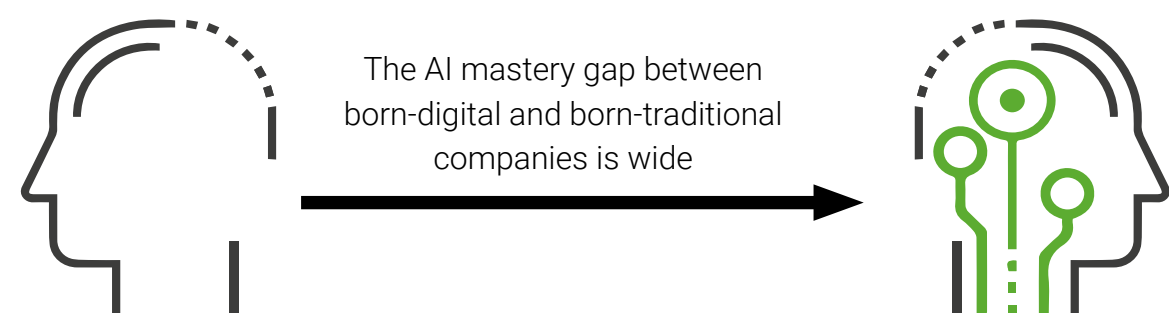 The AI mastery gap between
born-digital and born-traditional
companies is wide